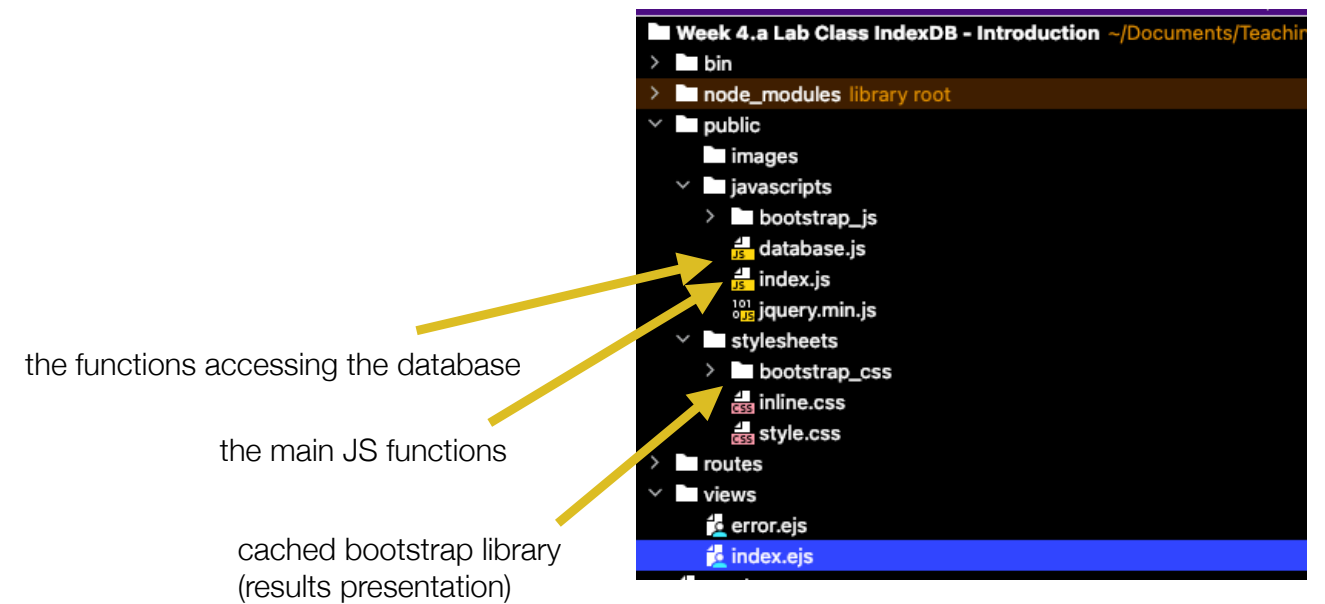 Week 4.a Lab Class IndexDB - Introduction ~/Documents/Teachin
bin
node_modules library root
public
images
javascripts
bootstrap_js
database.js
index.js
jquery.min.js
stylesheets
bootstrap_css
inline.css
style.css
routes
views
error.ejs
index.ejs
the functions accessing the database
the main JS functions
cached bootstrap library
(results presentation)